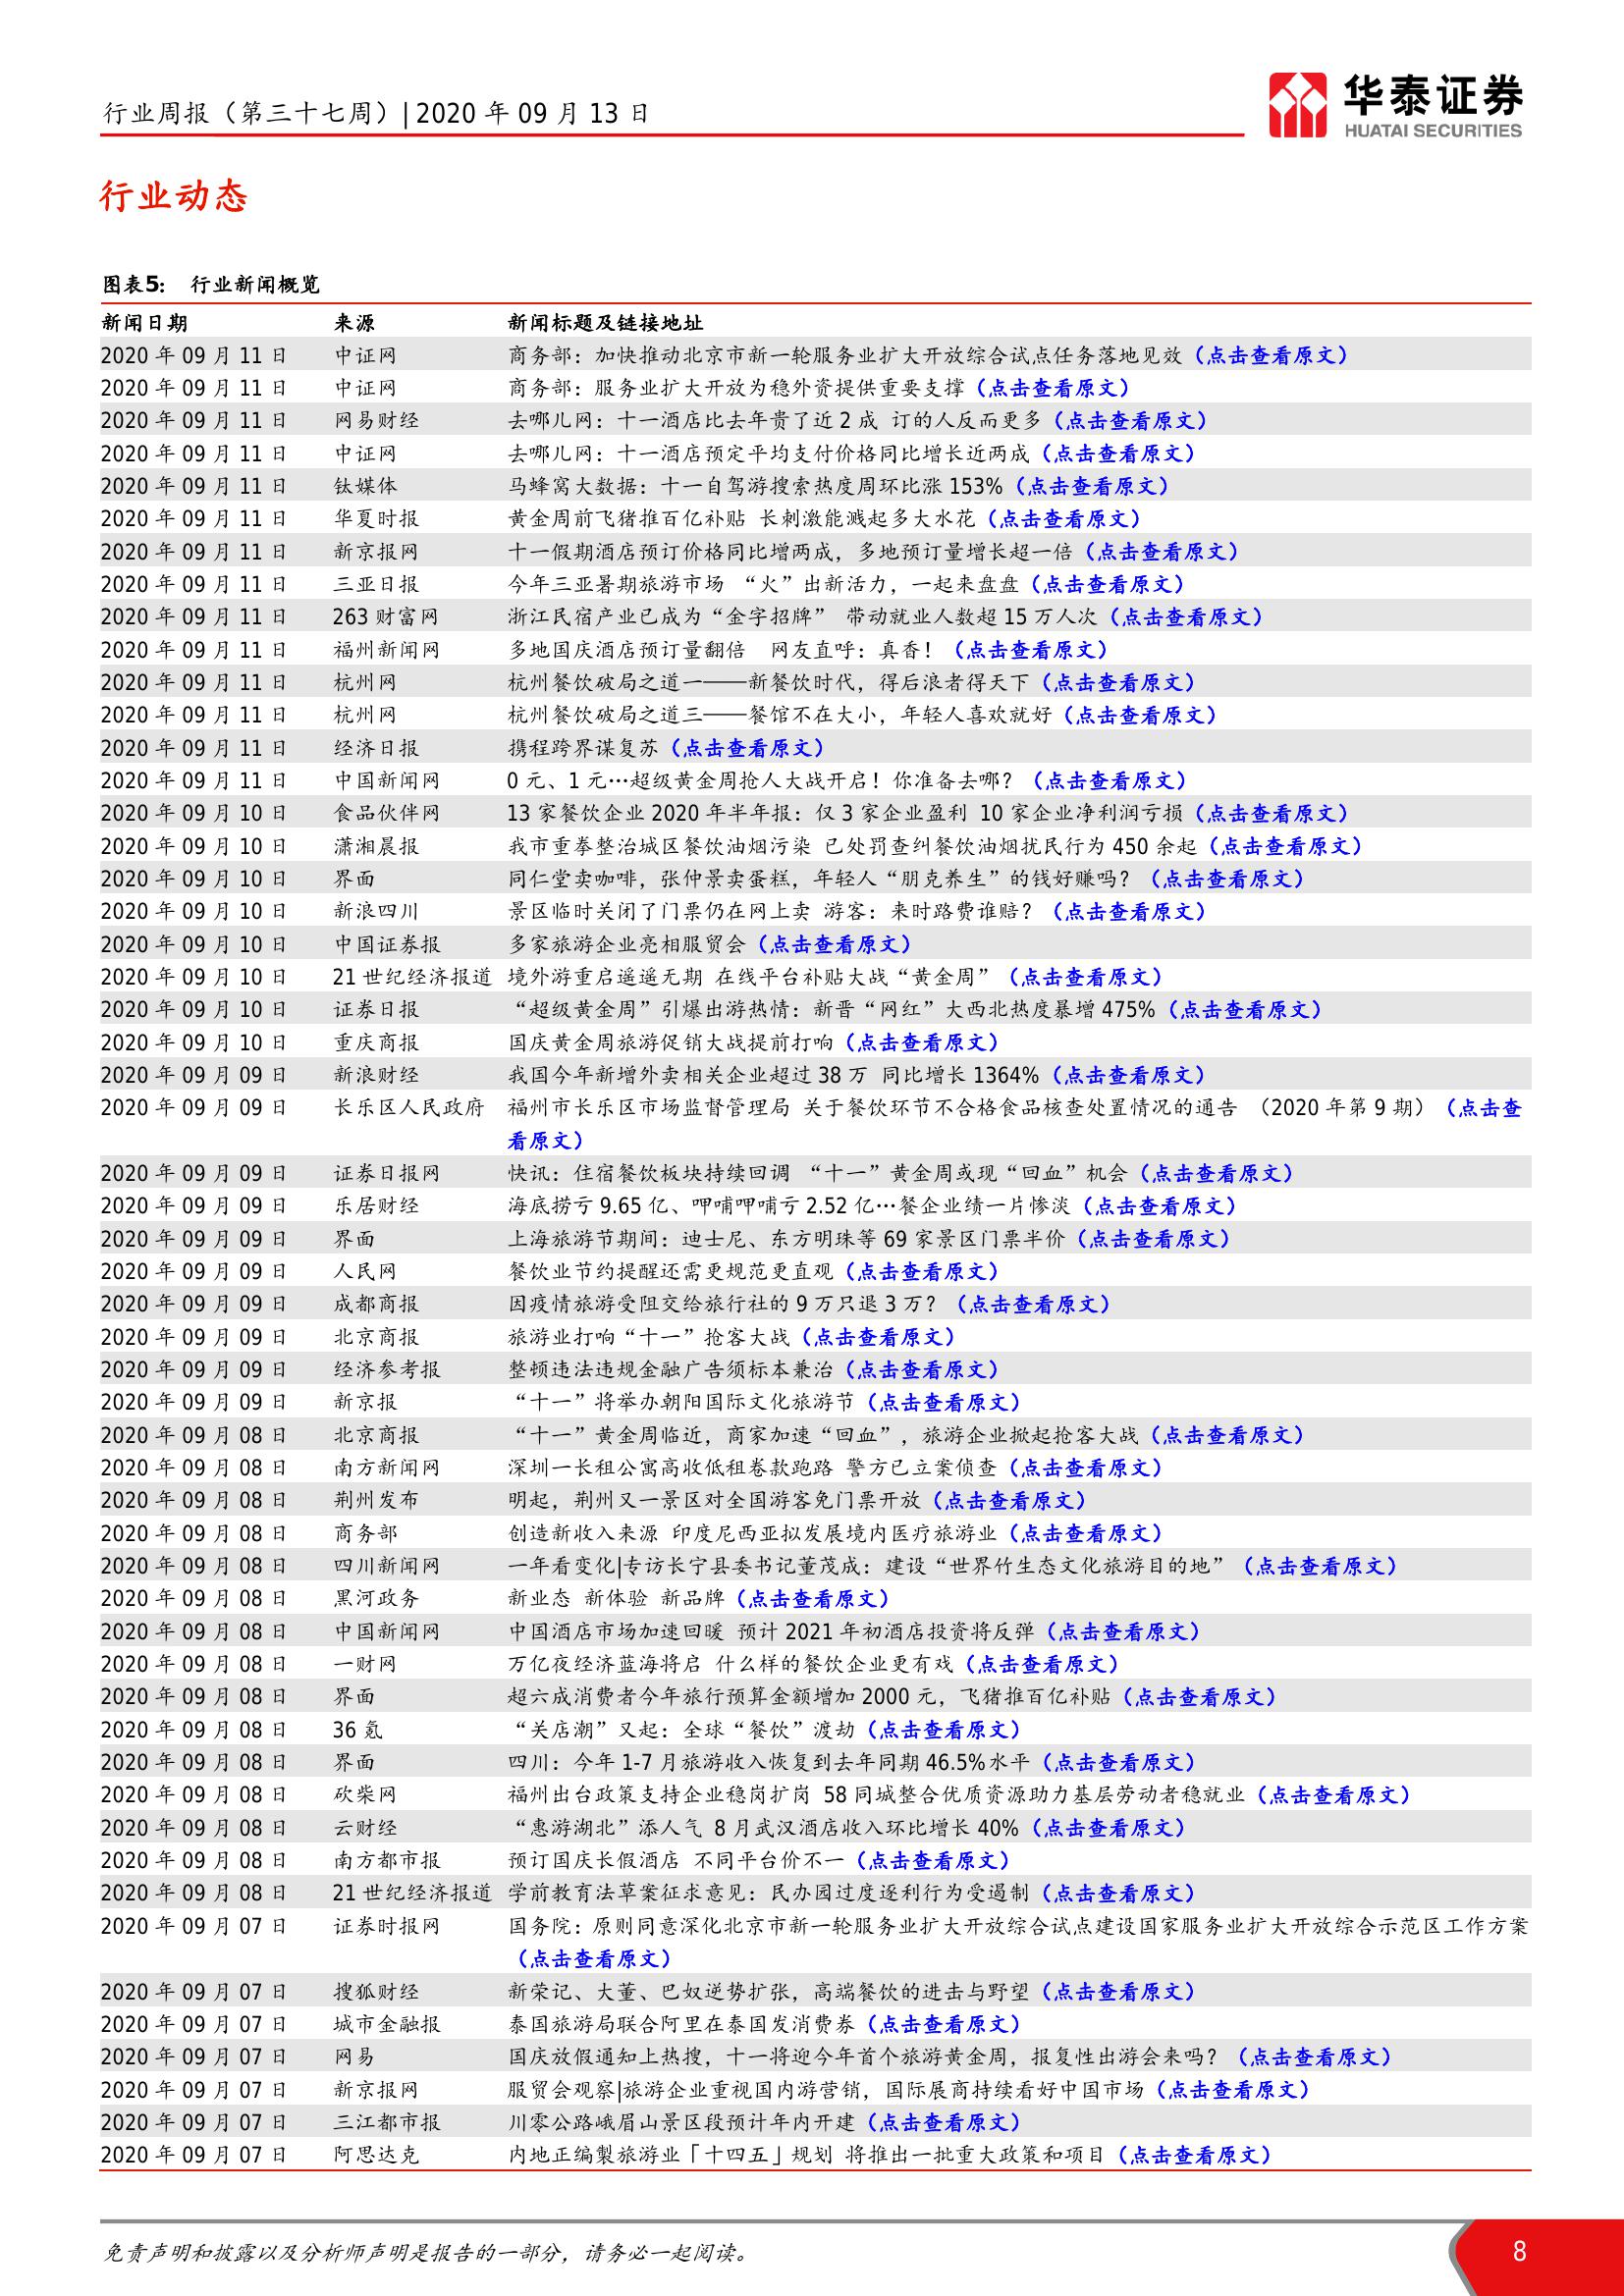 行业周报（第三十七周）| 2020 年 09 月 13 日
华泰证券
HUATAI SECURITIES
行业动态
图表5： 行业新闻概览
新闻日期 来源 新闻标题及链接地址
2020 年 09 月 11 日 中证网 商务部：加快推动北京市新一轮服务业扩大开放综合试点任务落地见效（点击查看原文）
2020 年 09 月 11 日 中证网 商务部：服务业扩大开放为稳外资提供重要支撑（点击查看原文）
2020 年 09 月 11 日 网易财经 去哪儿网：十一酒店比去年贵了近 2 成 订的人反而更多（点击查看原文）
2020 年 09 月 11 日 中证网 去哪儿网：十一酒店预定平均支付价格同比增长近两成（点击查看原文）
2020 年 09 月 11 日 钛媒体 马蜂窝大数据：十一自驾游搜索热度周环比涨 153%（点击查看原文）
2020 年 09 月 11 日 华夏时报 黄金周前飞猪推百亿补贴 长刺激能溅起多大水花（点击查看原文）
2020 年 09 月 11 日 新京报网 十一假期酒店预订价格同比增两成，多地预订量增长超一倍（点击查看原文）
2020 年 09 月 11 日 三亚日报 今年三亚暑期旅游市场 “火”出新活力，一起来盘盘（点击查看原文）
2020 年 09 月 11 日 263 财富网 浙江民宿产业已成为“金字招牌” 带动就业人数超 15 万人次（点击查看原文）
2020 年 09 月 11 日 福州新闻网 多地国庆酒店预订量翻倍 网友直呼：真香！（点击查看原文）
2020 年 09 月 11 日 杭州网 杭州餐饮破局之道一——新餐饮时代，得后浪者得天下（点击查看原文）
2020 年 09 月 11 日 杭州网 杭州餐饮破局之道三——餐馆不在大小，年轻人喜欢就好（点击查看原文）
2020 年 09 月 11 日 经济日报 携程跨界谋复苏（点击查看原文）
2020 年 09 月 11 日 中国新闻网 0 元、1 元…超级黄金周抢人大战开启！你准备去哪？（点击查看原文）
2020 年 09 月 10 日 食品伙伴网 13 家餐饮企业 2020 年半年报：仅 3 家企业盈利 10 家企业净利润亏损（点击查看原文）
2020 年 09 月 10 日 潇湘晨报 我市重拳整治城区餐饮油烟污染 已处罚查纠餐饮油烟扰民行为 450 余起（点击查看原文）
2020 年 09 月 10 日 界面 同仁堂卖咖啡，张仲景卖蛋糕，年轻人“朋克养生”的钱好赚吗？（点击查看原文）
2020 年 09 月 10 日 新浪四川 景区临时关闭了门票仍在网上卖 游客：来时路费谁赔？（点击查看原文）
2020 年 09 月 10 日 中国证券报 多家旅游企业亮相服贸会（点击查看原文）
2020 年 09 月 10 日 21 世纪经济报道 境外游重启遥遥无期 在线平台补贴大战“黄金周”（点击查看原文）
2020 年 09 月 10 日 证券日报 “超级黄金周”引爆出游热情：新晋“网红”大西北热度暴增 475%（点击查看原文）
2020 年 09 月 10 日 重庆商报 国庆黄金周旅游促销大战提前打响（点击查看原文）
2020 年 09 月 09 日 新浪财经 我国今年新增外卖相关企业超过 38 万 同比增长 1364%（点击查看原文）
2020 年 09 月 09 日 长乐区人民政府 福州市长乐区市场监督管理局 关于餐饮环节不合格食品核查处置情况的通告 （2020 年第 9 期）（点击查
看原文）
2020 年 09 月 09 日 证券日报网 快讯：住宿餐饮板块持续回调 “十一”黄金周或现“回血”机会（点击查看原文）
2020 年 09 月 09 日 乐居财经 海底捞亏 9.65 亿、呷哺呷哺亏 2.52 亿…餐企业绩一片惨淡（点击查看原文）
2020 年 09 月 09 日 界面 上海旅游节期间：迪士尼、东方明珠等 69 家景区门票半价（点击查看原文）
2020 年 09 月 09 日 人民网 餐饮业节约提醒还需更规范更直观（点击查看原文）
2020 年 09 月 09 日 成都商报 因疫情旅游受阻交给旅行社的 9 万只退 3 万？（点击查看原文）
2020 年 09 月 09 日 北京商报 旅游业打响“十一”抢客大战（点击查看原文）
2020 年 09 月 09 日 经济参考报 整顿违法违规金融广告须标本兼治（点击查看原文）
2020 年 09 月 09 日 新京报 “十一”将举办朝阳国际文化旅游节（点击查看原文）
2020 年 09 月 08 日 北京商报 “十一”黄金周临近，商家加速“回血”，旅游企业掀起抢客大战（点击查看原文）
2020 年 09 月 08 日 南方新闻网 深圳一长租公寓高收低租卷款跑路 警方已立案侦查（点击查看原文）
2020 年 09 月 08 日 荆州发布 明起，荆州又一景区对全国游客免门票开放（点击查看原文）
2020 年 09 月 08 日 商务部 创造新收入来源 印度尼西亚拟发展境内医疗旅游业（点击查看原文）
2020 年 09 月 08 日 四川新闻网 一年看变化|专访长宁县委书记董茂成：建设“世界竹生态文化旅游目的地”（点击查看原文）
2020 年 09 月 08 日 黑河政务 新业态 新体验 新品牌（点击查看原文）
2020 年 09 月 08 日 中国新闻网 中国酒店市场加速回暖 预计 2021 年初酒店投资将反弹（点击查看原文）
2020 年 09 月 08 日 一财网 万亿夜经济蓝海将启 什么样的餐饮企业更有戏（点击查看原文）
2020 年 09 月 08 日 界面 超六成消费者今年旅行预算金额增加 2000 元，飞猪推百亿补贴（点击查看原文）
2020 年 09 月 08 日 36 氪 “关店潮”又起：全球“餐饮”渡劫（点击查看原文）
2020 年 09 月 08 日 界面 四川：今年 1-7 月旅游收入恢复到去年同期 46.5%水平（点击查看原文）
2020 年 09 月 08 日 砍柴网 福州出台政策支持企业稳岗扩岗 58 同城整合优质资源助力基层劳动者稳就业（点击查看原文）
2020 年 09 月 08 日 云财经 “惠游湖北”添人气 8 月武汉酒店收入环比增长 40%（点击查看原文）
2020 年 09 月 08 日 南方都市报 预订国庆长假酒店 不同平台价不一（点击查看原文）
2020 年 09 月 08 日 21 世纪经济报道 学前教育法草案征求意见：民办园过度逐利行为受遏制（点击查看原文）
2020 年 09 月 07 日 证券时报网 国务院：原则同意深化北京市新一轮服务业扩大开放综合试点建设国家服务业扩大开放综合示范区工作方案
（点击查看原文）
2020 年 09 月 07 日 搜狐财经 新荣记、大董、巴奴逆势扩张，高端餐饮的进击与野望（点击查看原文）
2020 年 09 月 07 日 城市金融报 泰国旅游局联合阿里在泰国发消费券（点击查看原文）
2020 年 09 月 07 日 网易 国庆放假通知上热搜，十一将迎今年首个旅游黄金周，报复性出游会来吗？（点击查看原文）
2020 年 09 月 07 日 新京报网 服贸会观察|旅游企业重视国内游营销，国际展商持续看好中国市场（点击查看原文）
2020 年 09 月 07 日 三江都市报 川零公路峨眉山景区段预计年内开建（点击查看原文）
2020 年 09 月 07 日 阿思达克 内地正编製旅游业「十四五」规划 将推出一批重大政策和项目（点击查看原文）
免责声明和披露以及分析师声明是报告的一部分，请务必一起阅读。
8